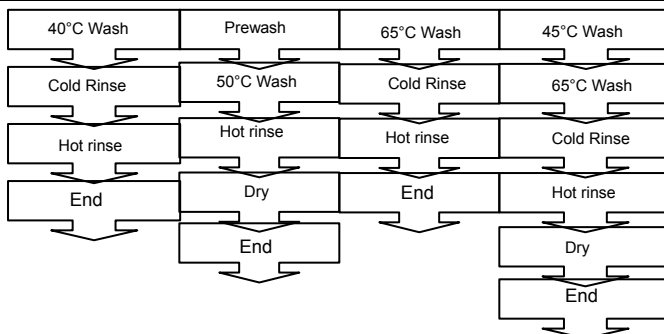 40°C Wash
Cold Rinse
Hot rinse
End
Prewash
50°C Wash
Hot rinse
Dry
End
65°C Wash
Cold Rinse
Hot rinse
End
45°C Wash
65°C Wash
Cold Rinse
Hot rinse
Dry
End